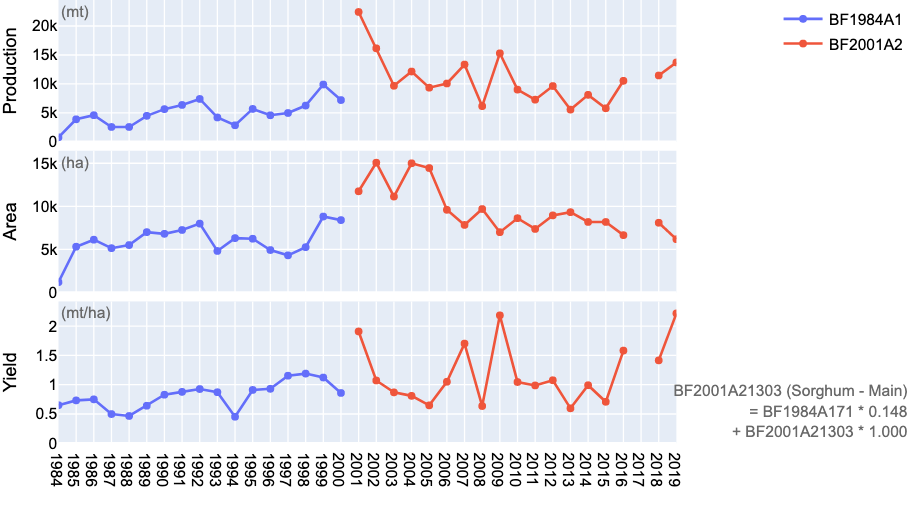 (mt)
BF1984A1
BF2001A2
Production
20k
15k
10k
5k
0
(ha)
Area
15k
10k
5k
0
(mt/ha)
Yield
2
1.5
1
0.5
0
BF2001A21303 (Sorghum - Main)
= BF1984A171 * 0.148
+ BF2001A21303 * 1.000
1984
1985
1986
1987
1988
1989
1990
1991
1992
1993
1994
1995
1996
1997
1998
1999
2000
2001
2002
2003
2004
2005
2006
2007
2008
2009
2010
2011
2012
2013
2014
2015
2016
2017
2018
2019